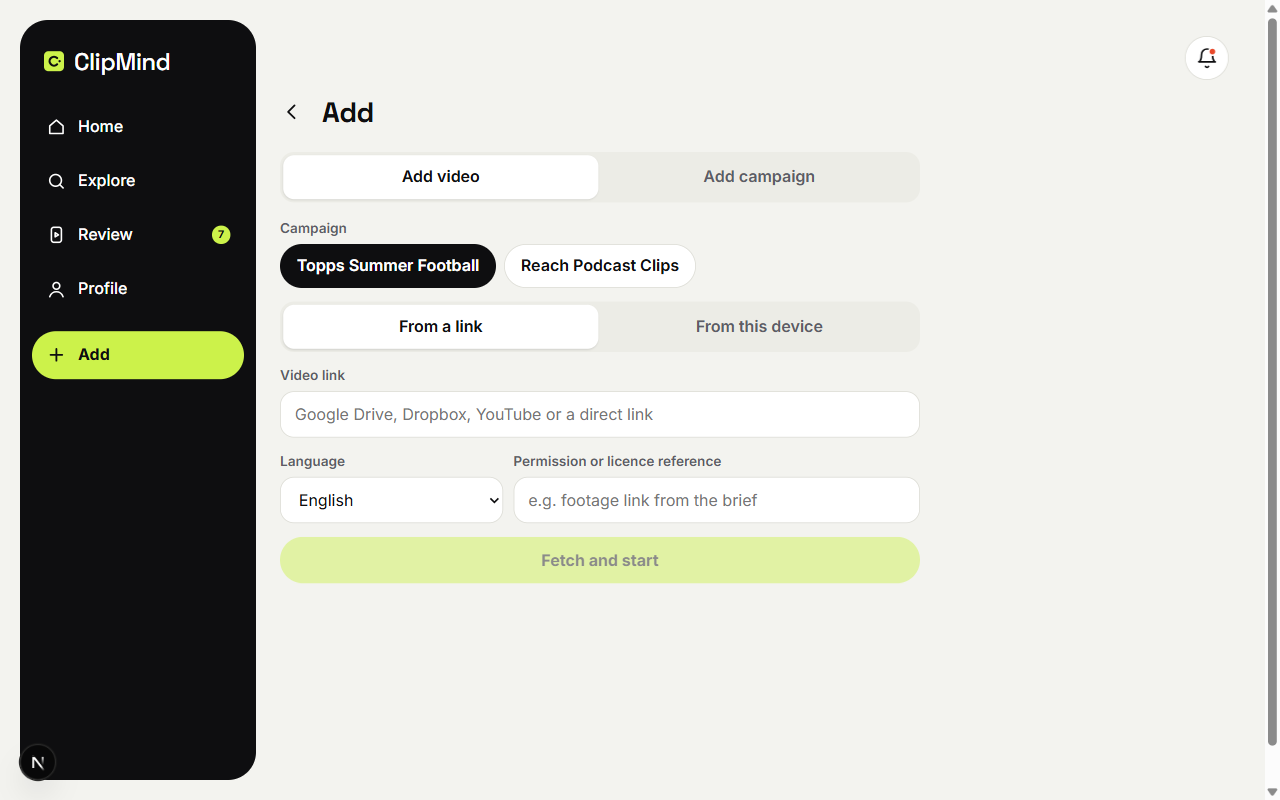 ClipMind
Home
Explore
Review 7
Profile
Add
Add
Add video Add campaign
Campaign
Topps Summer Football Reach Podcast Clips
From a link From this device
Video link
Google Drive, Dropbox, YouTube or a direct link
Language Permission or licence reference
English e.g. footage link from the brief
Fetch and start
N